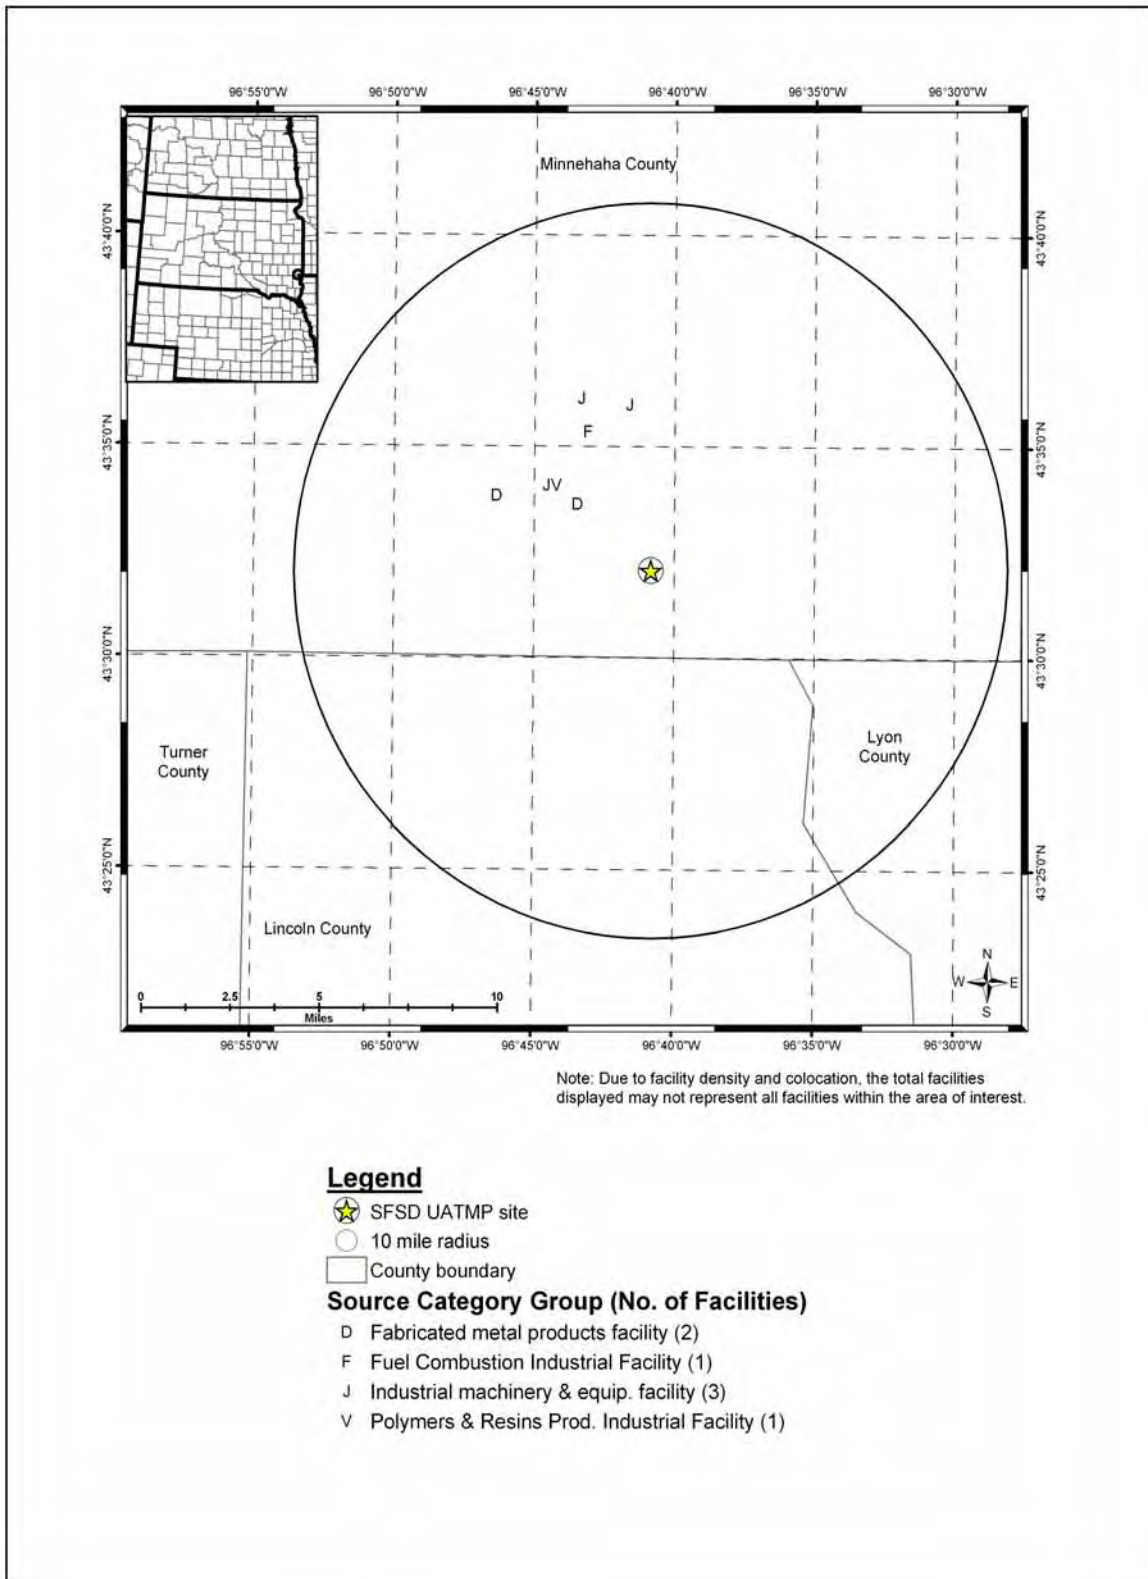 96°55'0"W 96°50'0"W 96°45'0"W 96°40'0"W 96°35'0"W 96°30'0"W
Minnehaha County
43°40'0"N 43°40'0"N
J J
F
43°35'0"N 43°35'0"N
D JV
D
43°30'0"N 43°30'0"N
Turner
County
Lyon
County
43°25'0"N 43°25'0"N
Lincoln County
N
W E
S
0 2.5 5 10
Miles
96°55'0"W 96°50'0"W 96°45'0"W 96°40'0"W 96°35'0"W 96°30'0"W
Note: Due to facility density and colocation, the total facilities
displayed may not represent all facilities within the area of interest.
Legend
SFSD UATMP site
10 mile radius
County boundary
Source Category Group (No. of Facilities)
D Fabricated metal products facility (2)
F Fuel Combustion Industrial Facility (1)
J Industrial machinery & equip. facility (3)
V Polymers & Resins Prod. Industrial Facility (1)